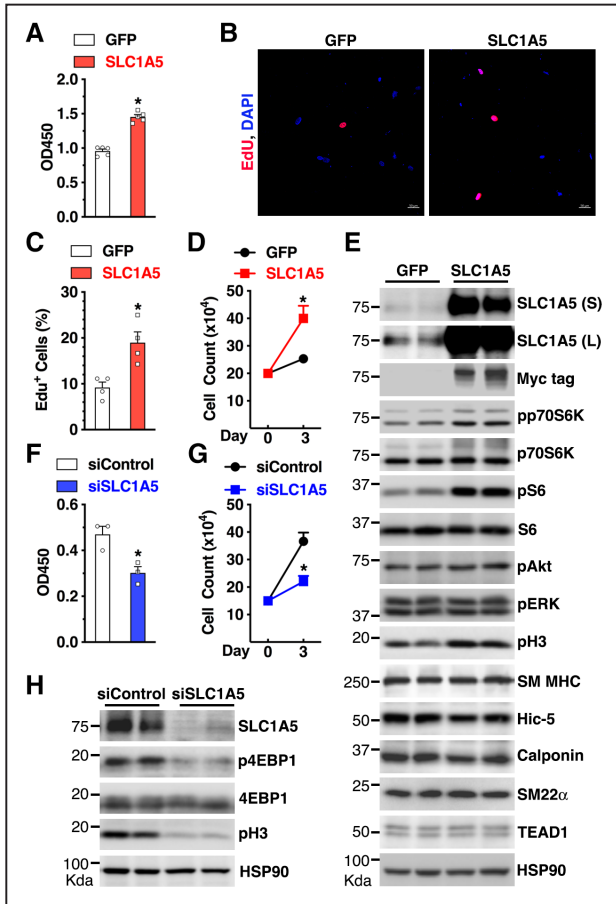 A
GFP
SLC1A5
OD450
2.0
1.5
1.0
0.5
0.0
*
B
GFP
SLC1A5
EdU, DAPI
C
GFP
SLC1A5
Edu+ Cells (%)
30
20
10
0
*
D
GFP
SLC1A5
Cell Count (x10⁴)
50
40
30
20
10
*
Day 0 3
E
GFP SLC1A5
75 SLC1A5 (S)
75 SLC1A5 (L)
75 Myc tag
75 pp70S6K
75 p70S6K
37 pS6
37 S6
75 pAkt
37 pERK
20 pH3
250 SM MHC
50 Hic-5
37 Calponin
25 SM22α
50 TEAD1
100 HSP90
Kda
F
siControl
siSLC1A5
OD450
0.6
0.4
0.2
0.0
*
G
siControl
siSLC1A5
Cell Count (x10⁴)
50
40
30
20
10
*
Day 0 3
H
siControl siSLC1A5
75 SLC1A5
20 p4EBP1
20 4EBP1
20 pH3
100 HSP90
Kda